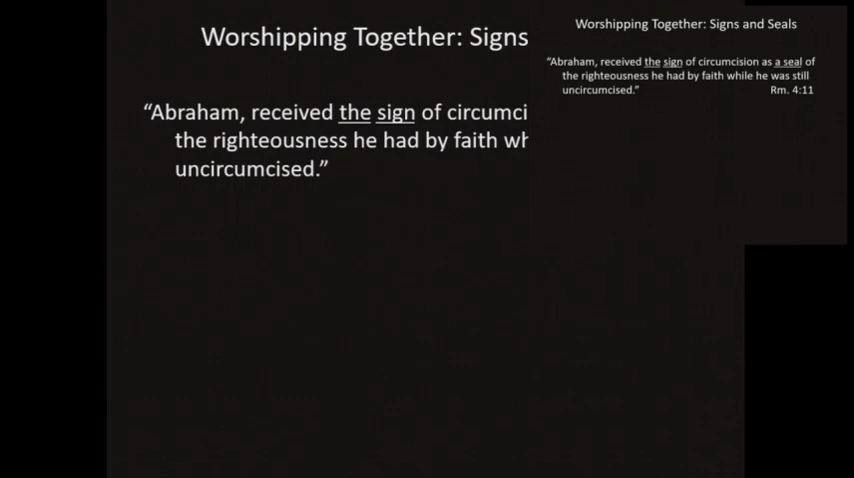 Worshipping Together: Signs
“Abraham, received the sign of circumci
the righteousness he had by faith wh
uncircumcised.”
Worshipping Together: Signs and Seals
“Abraham, received the sign of circumcision as a seal of
the righteousness he had by faith while he was still
uncircumcised.” Rm. 4:11